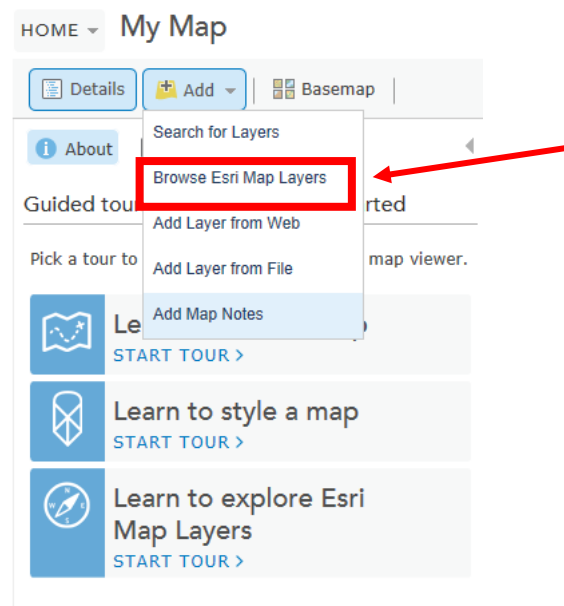 HOME My Map
Details Add Basemap
About
Search for Layers
Browse Esri Map Layers
Guided tou rted
Add Layer from Web
Pick a tour to map viewer.
Add Layer from File
Add Map Notes
Le
START TOUR >
Learn to style a map
START TOUR >
Learn to explore Esri
Map Layers
START TOUR >